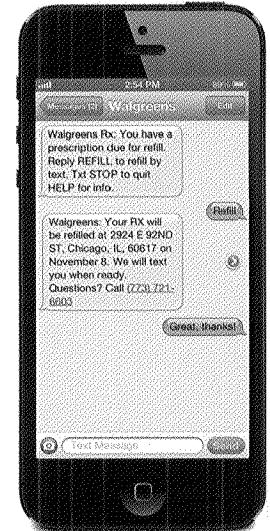 2:54 PM
Messages (3) Walgreens Edit
Walgreens Rx: You have a
prescription due for refill.
Reply REFILL to refill by
text, Txt STOP to quit
HELP for info.
Refill
Walgreens: Your RX will
be refilled at 2924 E 92ND
ST, Chicago, IL, 60617 on
November 8. We will text
you when ready.
Questions? Call (773) 721-
6603
Great, thanks!
Text Message Send